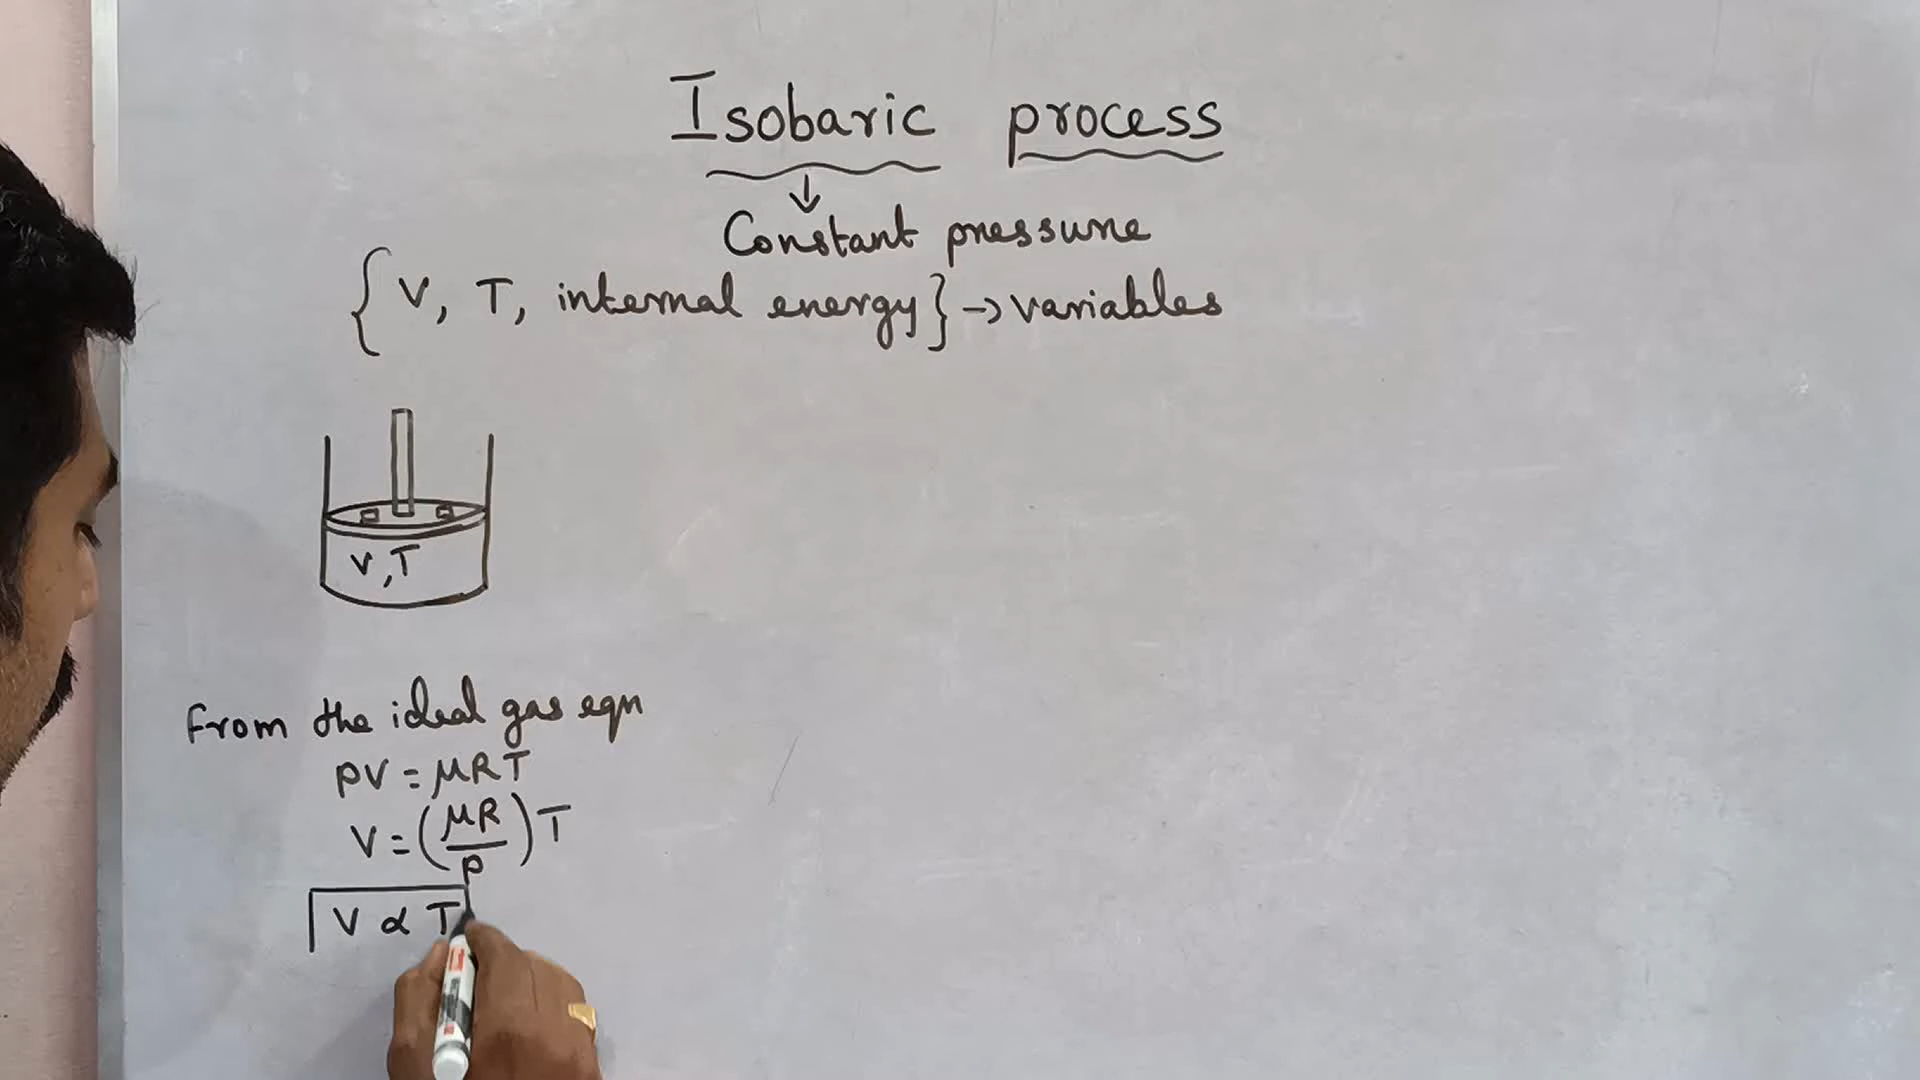 Isobaric process
↓
Constant pressure
{V, T, internal energy} → variables
V, T
From the ideal gas eqn
PV = μRT
V = (μR/P) T
V ∝ T